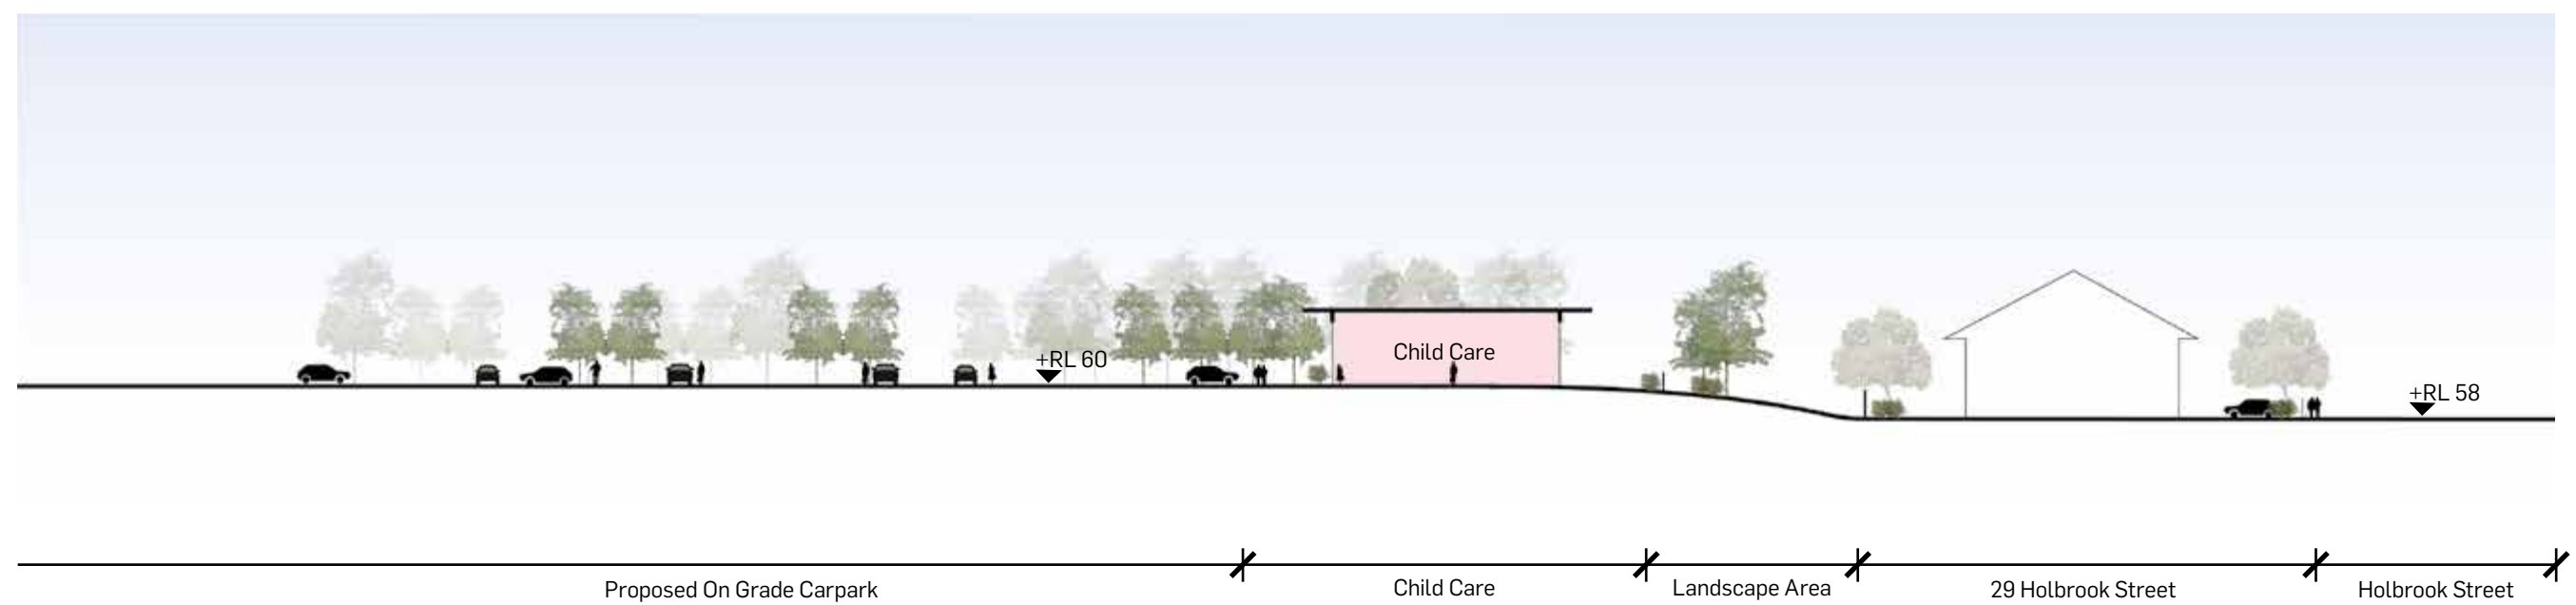 Child Care
+RL 60
+RL 58
Proposed On Grade Carpark
Child Care
Landscape Area
29 Holbrook Street
Holbrook Street